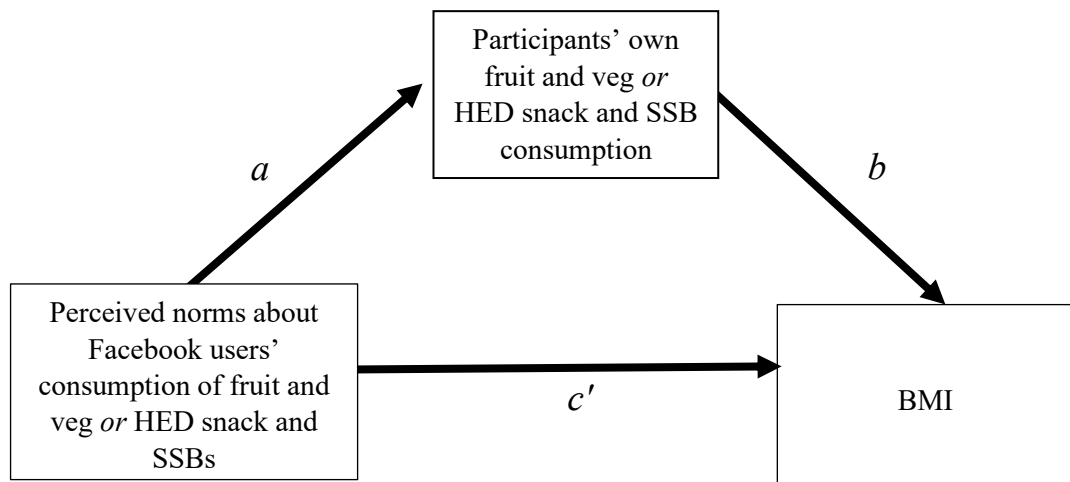 Participants’ own
fruit and veg or
HED snack and SSB
consumption
a
b
Perceived norms about
Facebook users’
consumption of fruit and
veg or HED snack and
SSBs
c′
BMI